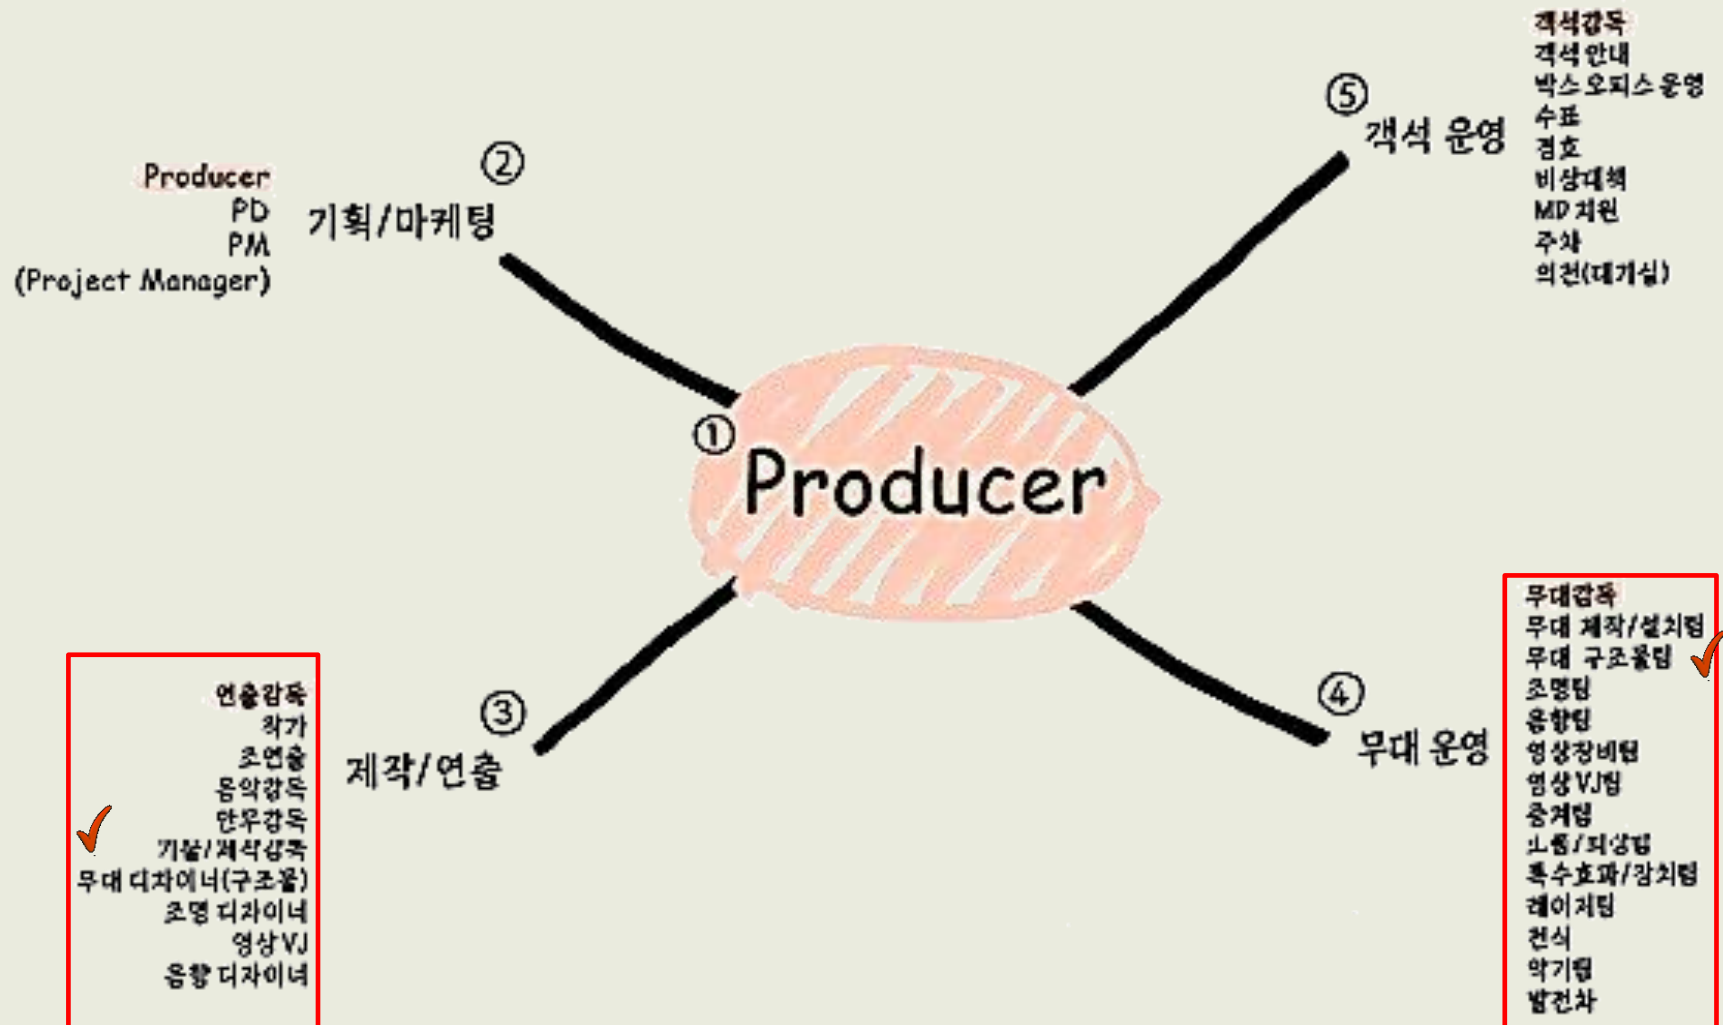 ① Producer
② 기획/마케팅
Producer
PD
PM
(Project Manager)
③ 제작/연출
연출감독
작가
조연출
음악감독
안무감독
기술/제작감독
무대 디자이너(구조물)
조명 디자이너
영상 VJ
음향 디자이너
④ 무대 운영
무대감독
무대 제작/설치팀
무대 구조물팀
조명팀
음향팀
영상장비팀
영상 VJ팀
중계팀
특수효과/장치팀
레이저팀
전식
악기팀
발전차
⑤ 객석 운영
객석감독
객석 안내
박스 오피스 운영
수표
경호
비상대책
MD 지원
주차
의전(대기실)